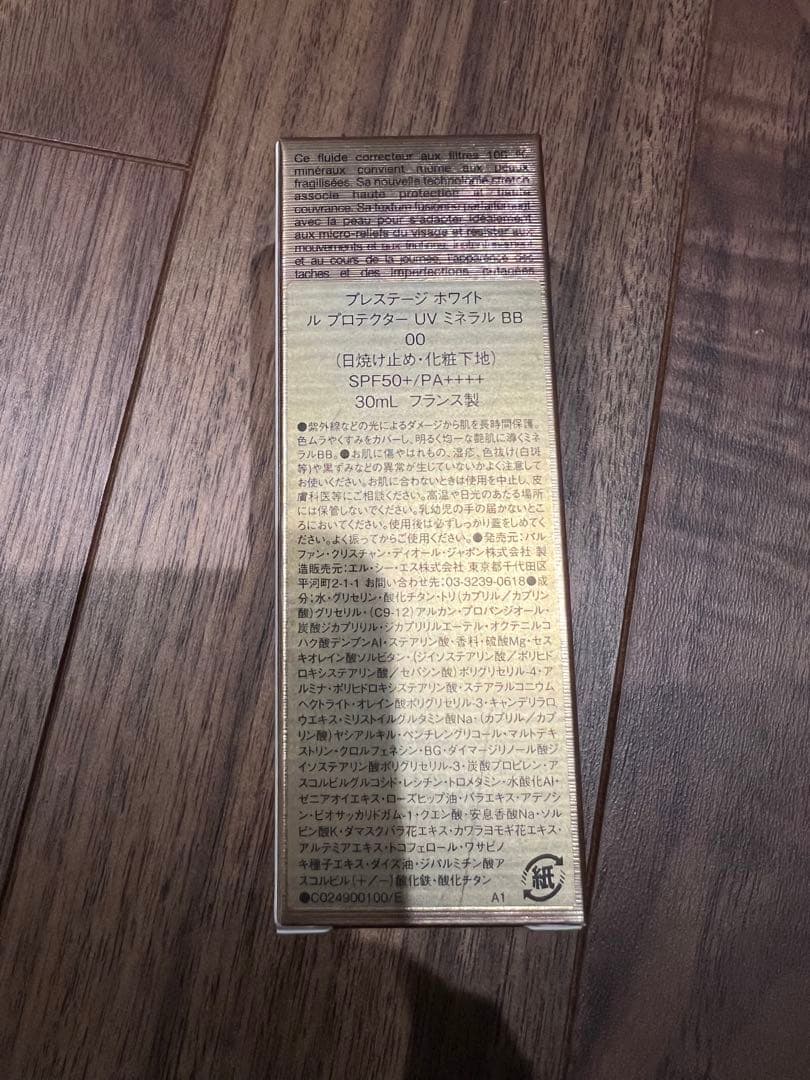 Ce fluide correcteur aux filtres 100 %
minéraux convient même aux peaux
fragilisées. Sa nouvelle technologie stretch
associe haute protection et haute
couvrance. Sa texture fusionne parfaitement
avec la peau pour s'adapter idéalement
aux micro-reliefs du visage et résister aux
mouvements et aux frictions. Instantanément
et au cours de la journée, l'apparence des
taches et des imperfections cutanées
プレステージ ホワイト
ル プロテクター UV ミネラル BB
00
(日焼け止め・化粧下地)
SPF50+/PA++++
30mL フランス製
●紫外線などの光によるダメージから肌を長時間保護。
色ムラやくすみをカバーし、明るく均一な艶肌に導くミネ
ラルBB。●お肌に傷やはれもの、湿疹、色抜け(白斑
等)や黒ずみなどの異常が生じていないかよく注意して
お使いください。お肌に合わないときは使用を中止し、皮
膚科医等にご相談ください。高温や日光のあたる場所
には保管しないでください。乳幼児の手の届かないとこ
ろにおいてください。使用後は必ずしっかり蓋をしめてく
ださい。よく振ってからご使用ください。●発売元:パル
ファン・クリスチャン・ディオール・ジャポン株式会社 製
造販売元:エル・シー・エス株式会社 東京都千代田区
平河町2-1-1 お問い合わせ先:03-3239-0618●成
分:水・グリセリン・酸化チタン・トリ(カプリル/カプリン
酸)グリセリル・(C9-12)アルカン・プロパンジオール・
炭酸ジカプリリル・ジカプリリルエーテル・オクテニルコ
ハク酸デンプンAl・ステアリン酸・香料・硫酸Mg・セス
キオレイン酸ソルビタン・(ジイソステアリン酸/ポリヒド
ロキシステアリン酸/セバシン酸)ポリグリセリル-4・ア
ルミナ・ポリヒドロキシステアリン酸・ステアラルコニウム
ヘクトライト・オレイン酸ポリグリセリル-3・キャンデリラロ
ウエキス・ミリストイルグルタミン酸Na・(カプリル/カプ
リン酸)ヤシアルキル・ペンチレングリコール・マルトデキ
ストリン・クロルフェネシン・BG・ダイマージリノール酸ジ
イソステアリン酸ポリグリセリル-3・炭酸プロピレン・ア
スコルビルグルコシド・レシチン・トロメタミン・水酸化Al・
ゼニアオイエキス・ローズヒップ油・バラエキス・アデノシ
ン・ビオサッカリドガム-1・クエン酸・安息香酸Na・ソル
ビン酸K・ダマスクバラ花エキス・カワラヨモギ花エキス・
アルテミアエキス・トコフェロール・ワサビノ
キ種子エキス・ダイズ油・ジパルミチン酸ア
スコルビル(+/-)酸化鉄・酸化チタン
●C024900100/E A1
紙